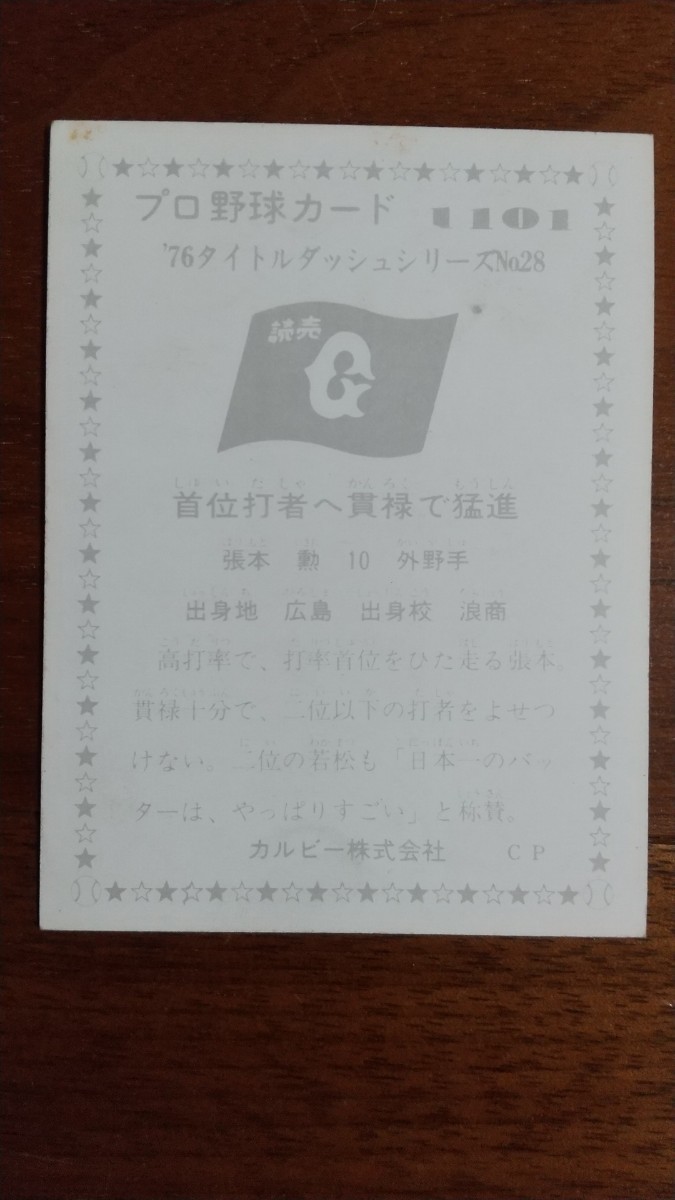 プロ野球カード 1101
'76タイトルダッシュシリーズNo.28
読売
G
首位打者へ貫禄で猛進
張本 勲 10 外野手
出身地 広島 出身校 浪商
高打率で、打率首位をひた走る張本。
貫禄十分で、二位以下の打者をよせつ
けない。二位の若松も「日本一のバッ
ターは、やっぱりすごい」と称賛。
カルビー株式会社 CP